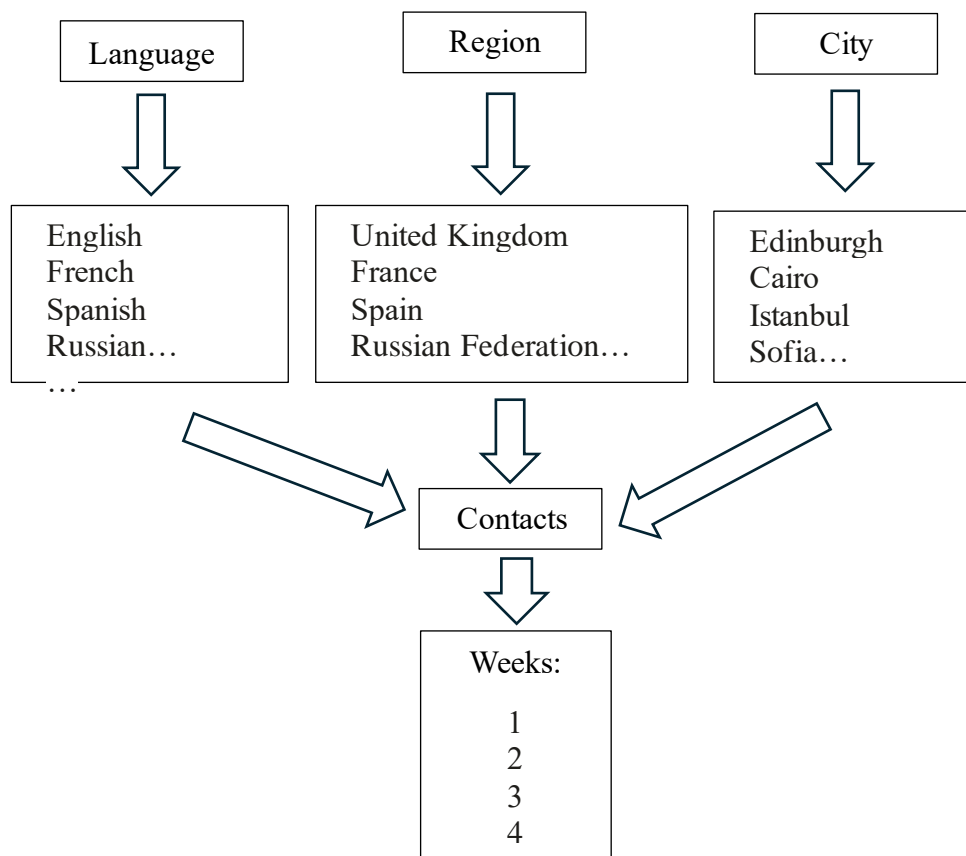 Language
Region
City
English
French
Spanish
Russian…
…
United Kingdom
France
Spain
Russian Federation…
Edinburgh
Cairo
Istanbul
Sofia…
Contacts
Weeks:
1
2
3
4